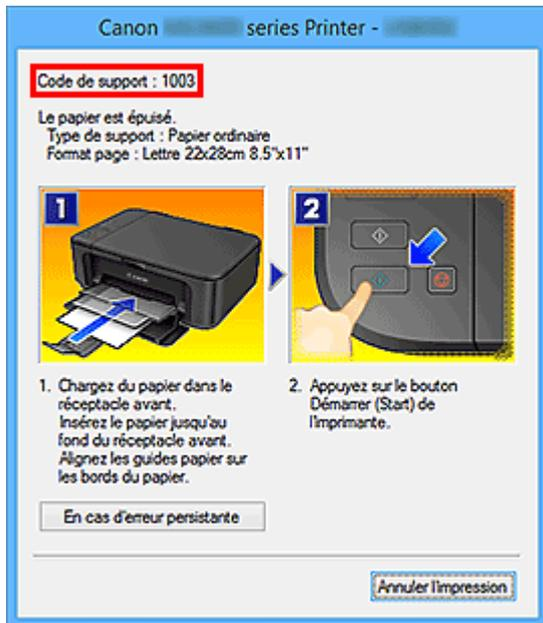 Canon series Printer -
Code de support : 1003
Le papier est épuisé.
Type de support : Papier ordinaire
Format page : Lettre 22x28cm 8.5"x11"
1
2
1. Chargez du papier dans le
réceptacle avant.
Insérez le papier jusqu'au
fond du réceptacle avant.
Alignez les guides papier sur
les bords du papier.
2. Appuyez sur le bouton
Démarrer (Start) de
l'imprimante.
En cas d'erreur persistante
Annuler l'impression